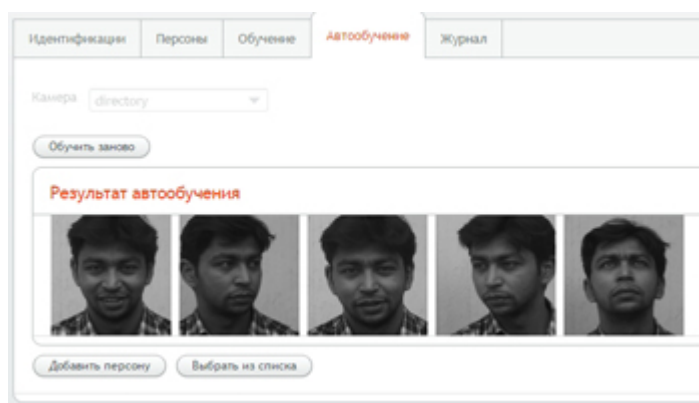 Идентификации Персоны Обучение Автообучение Журнал
Камера directory
Обучить заново
Результат автообучения
Добавить персону Выбрать из списка